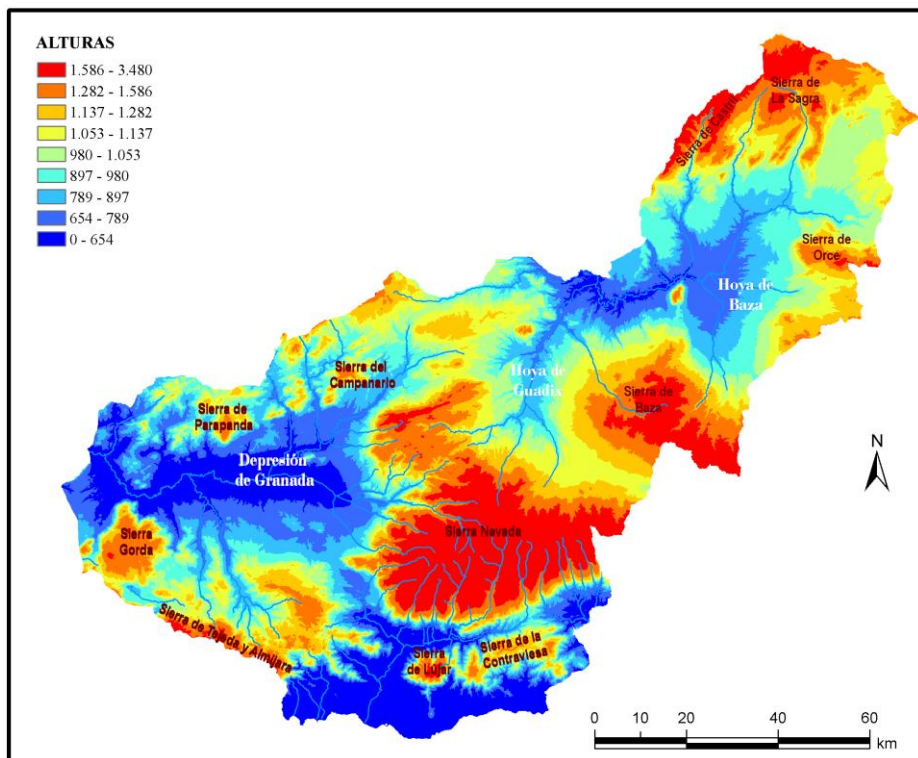 ALTURAS
1.586 - 3.480
1.282 - 1.586
1.137 - 1.282
1.053 - 1.137
980 - 1.053
897 - 980
789 - 897
654 - 789
0 - 654
Sierra de
La Sagra
Sierra de Castril
Sierra de
Orce
Hoya de
Baza
Hoya de
Guadix
Sierra de
Baza
Sierra del
Campanario
Sierra de
Parapanda
Depresión
de Granada
N
Sierra
Gorda
Sierra Nevada
Sierra de Tejeda y Almijara
Sierra
de Lújar
Sierra de la
Contraviesa
0 10 20 40 60
km